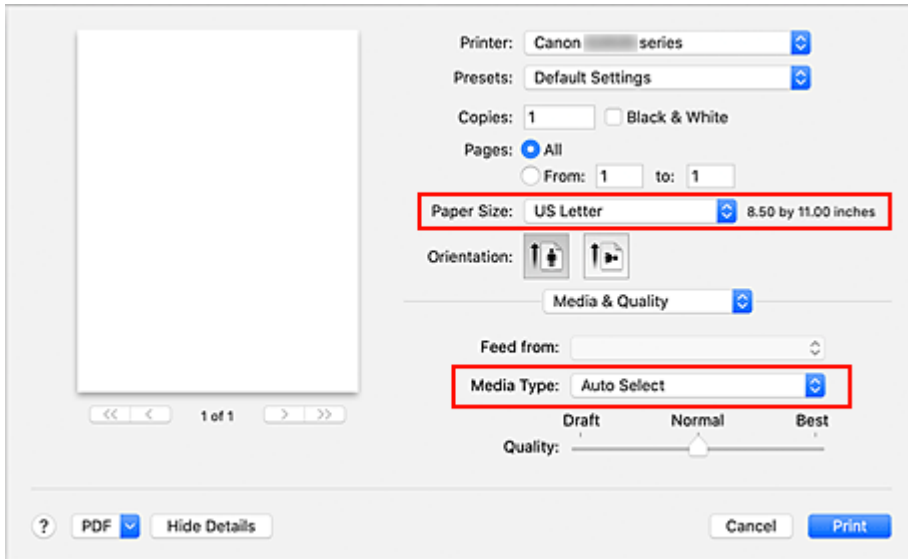 Printer: Canon series
Presets: Default Settings
Copies: 1 Black & White
Pages: All
From: 1 to: 1
Paper Size: US Letter 8.50 by 11.00 inches
Orientation:
Media & Quality
Feed from:
Media Type: Auto Select
<< < 1 of 1 > >>
Draft Normal Best
Quality:
? PDF Hide Details Cancel Print